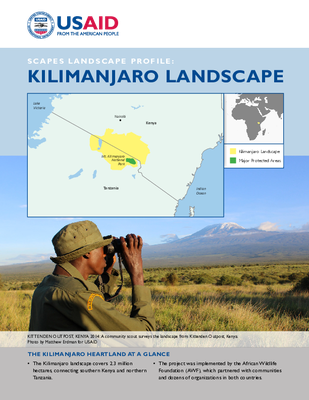 USAID
FROM THE AMERICAN PEOPLE
SCAPES LANDSCAPE PROFILE:
KILIMANJARO LANDSCAPE
Lake
Victoria
Nairobi
Kenya
Mt. Kilimanjaro
National
Park
Tanzania
Indian
Ocean
Kilimanjaro Landscape
Major Protected Areas
KITTENDEN OUTPOST, KENYA 2014: A community scout surveys the landscape from Kittenden Outpost, Kenya.
Photo by Matthew Erdman for USAID.
THE KILIMANJARO HEARTLAND AT A GLANCE
• The Kilimanjaro landscape covers 2.3 million
hectares, connecting southern Kenya and northern
Tanzania.
• The project was implemented by the African Wildlife
Foundation (AWF), which partnered with communities
and dozens of organizations in both countries.